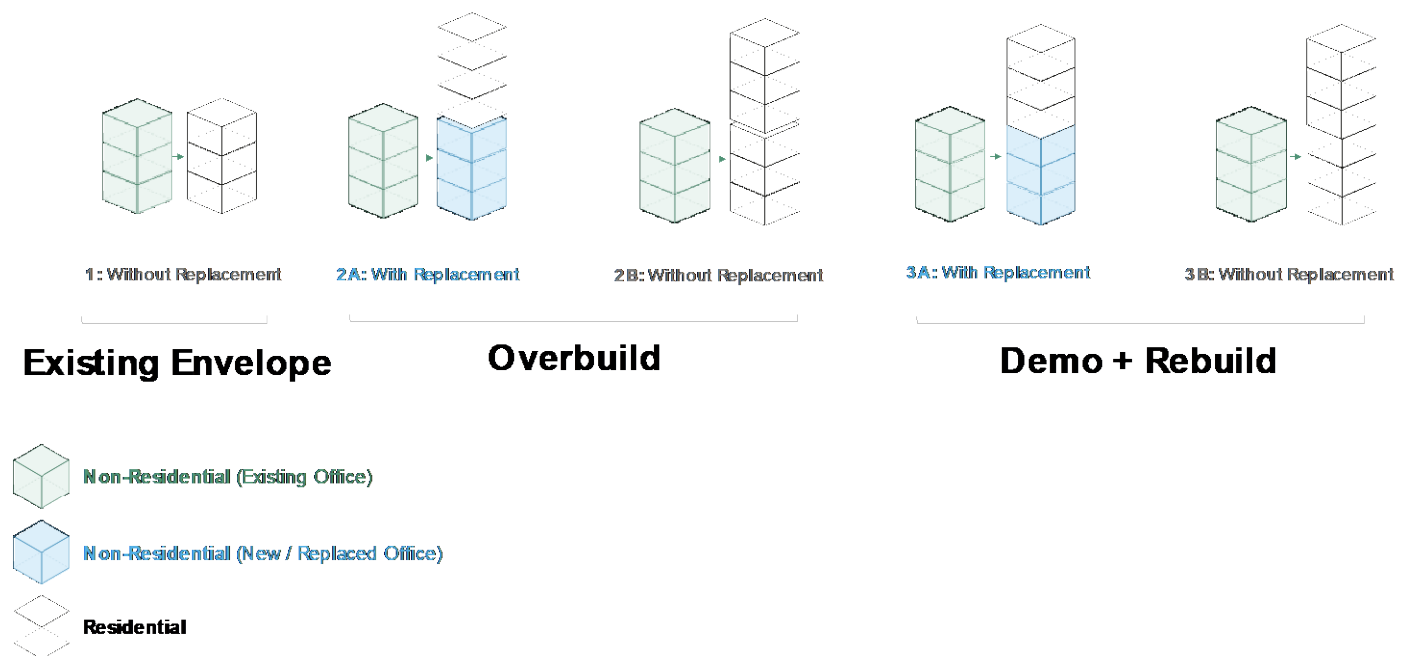 1: Without Replacement
2A: With Replacement
2B: Without Replacement
3A: With Replacement
3B: Without Replacement
Existing Envelope
Overbuild
Demo + Rebuild
Non-Residential (Existing Office)
Non-Residential (New / Replaced Office)
Residential